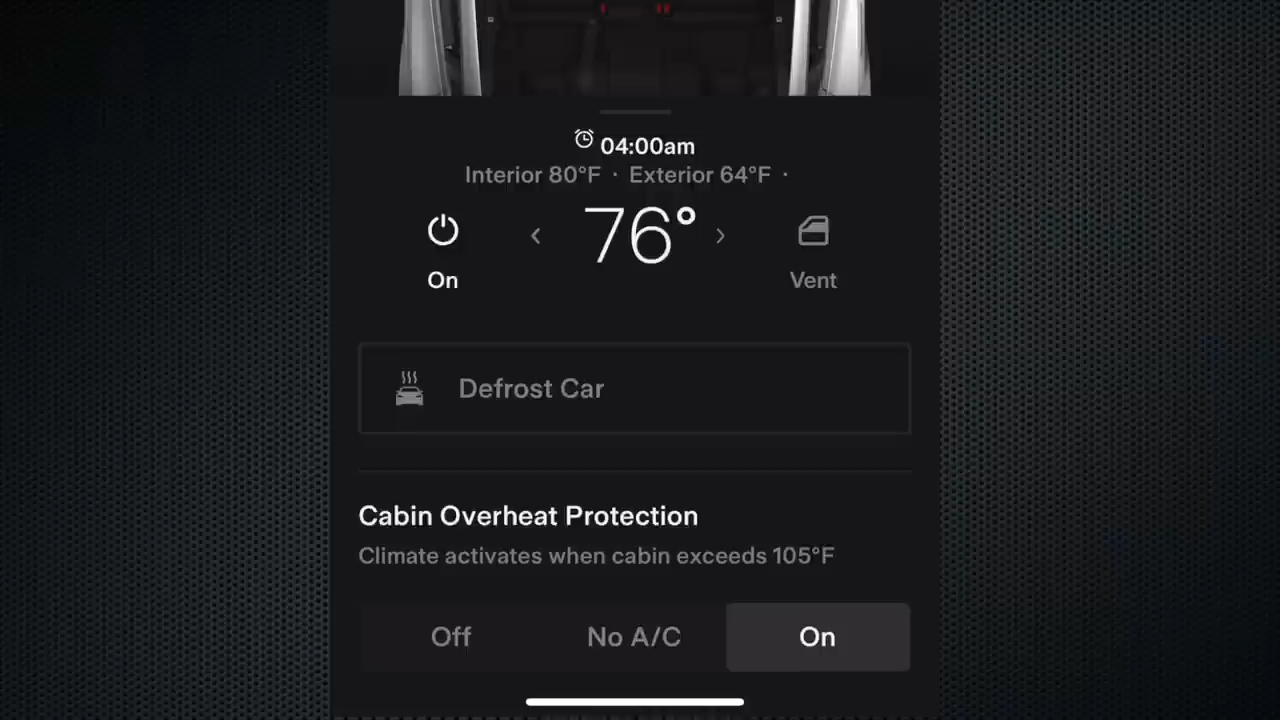 04:00am
Interior 80°F · Exterior 64°F ·
76°
On
Vent
Defrost Car
Cabin Overheat Protection
Climate activates when cabin exceeds 105°F
Off No A/C On